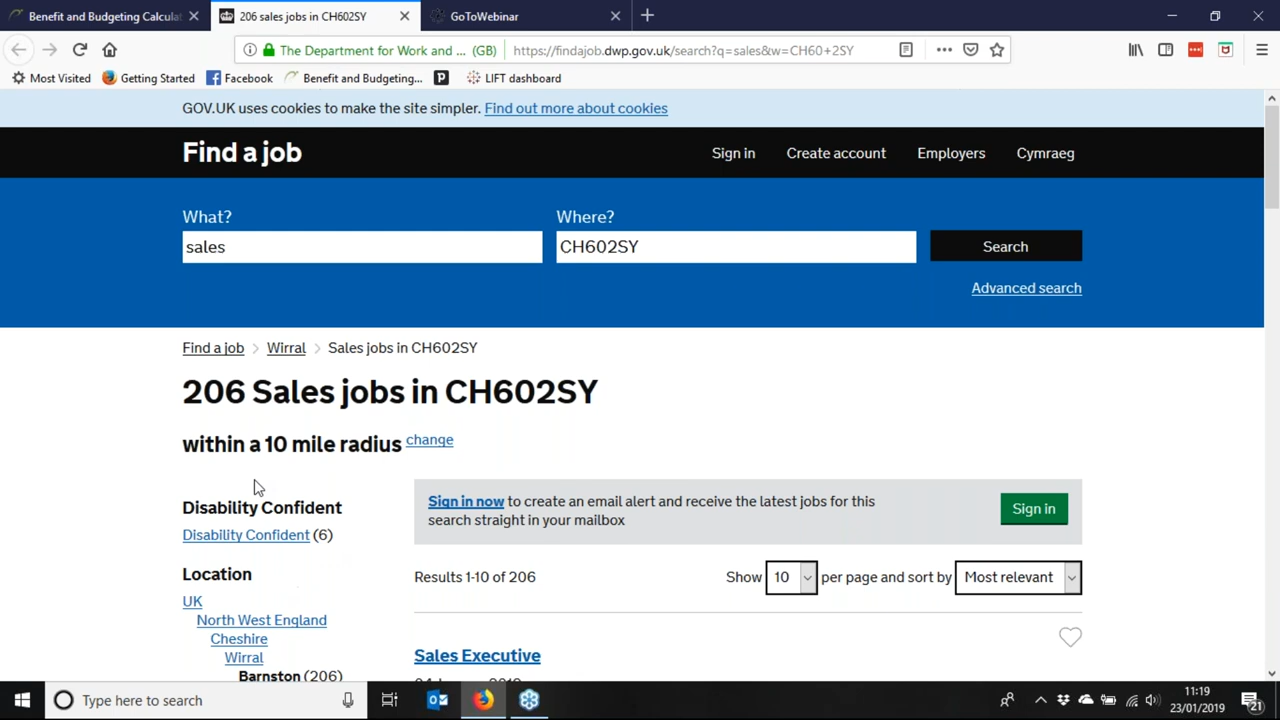 Benefit and Budgeting Calculat
206 sales jobs in CH602SY
GoToWebinar
The Department for Work and ... (GB)
https://findajob.dwp.gov.uk/search?q=sales&w=CH60+2SY
Most Visited
Getting Started
Facebook
Benefit and Budgeting...
LIFT dashboard
GOV.UK uses cookies to make the site simpler. Find out more about cookies
Find a job
Sign in
Create account
Employers
Cymraeg
What?
Where?
sales
CH602SY
Search
Advanced search
Find a job > Wirral > Sales jobs in CH602SY
206 Sales jobs in CH602SY
within a 10 mile radius change
Disability Confident
Disability Confident (6)
Location
UK
North West England
Cheshire
Wirral
Barnston (206)
Sign in now to create an email alert and receive the latest jobs for this
search straight in your mailbox
Sign in
Results 1-10 of 206
Show 10 per page and sort by Most relevant
Sales Executive
Type here to search
11:19
23/01/2019
21